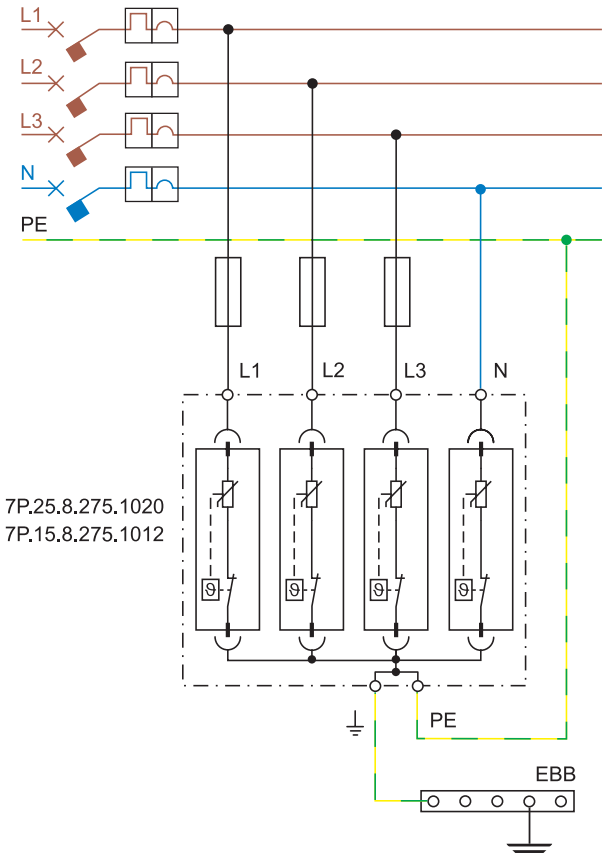 L1
L2
L3
N
PE
L1 L2 L3 N
7P.25.8.275.1020
7P.15.8.275.1012
ϑ ϑ ϑ ϑ
PE
EBB